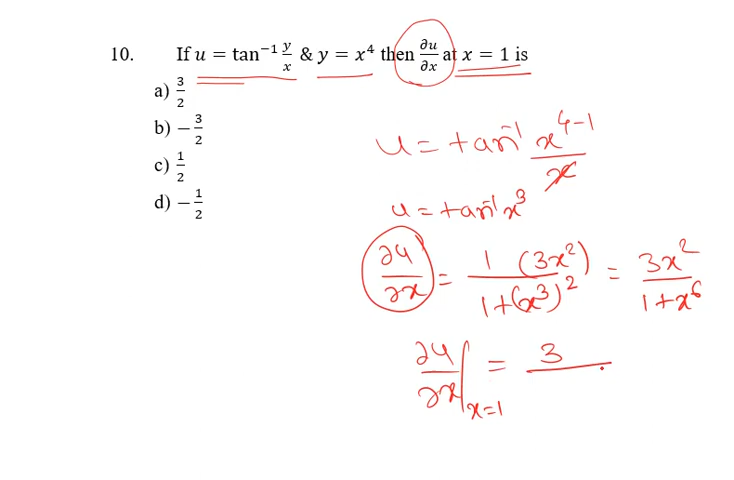 10. If u = tan⁻¹ y/x & y = x⁴ then ∂u/∂x at x = 1 is
a) 3/2
b) −3/2
c) 1/2
d) −1/2
u = tan⁻¹ x⁴⁻¹/x
u = tan⁻¹ x³
∂u/∂x = 1 (3x²)/1+(x³)² = 3x²/1+x⁶
∂u/∂x|ₓ₌₁ = 3/